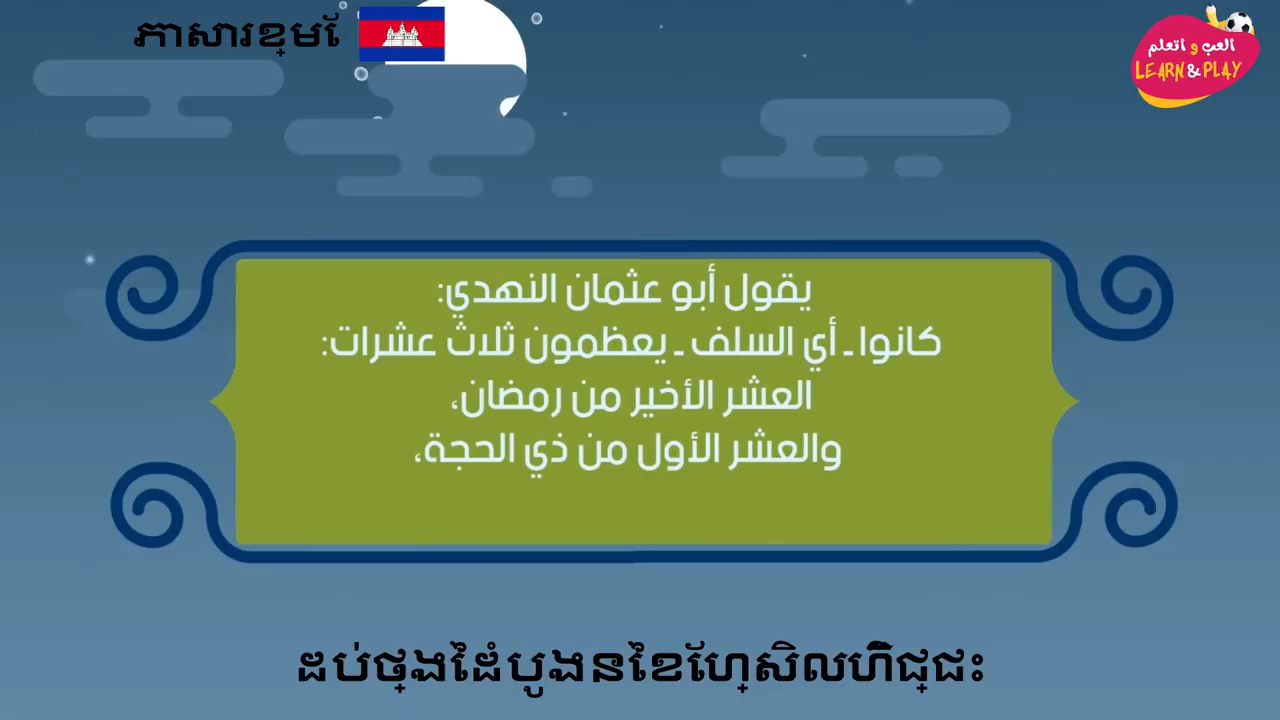 ភាសារខ្មែ
العب و اتعلم
LEARN & PLAY
يقول أبو عثمان النهدي:
كانوا ـ أي السلف ـ يعظمون ثلاث عشرات:
العشر الأخير من رمضان،
والعشر الأول من ذي الحجة،
ដប់ថ្ងដំៃបូងនខៃហ្សែិលហិជ្ជះ